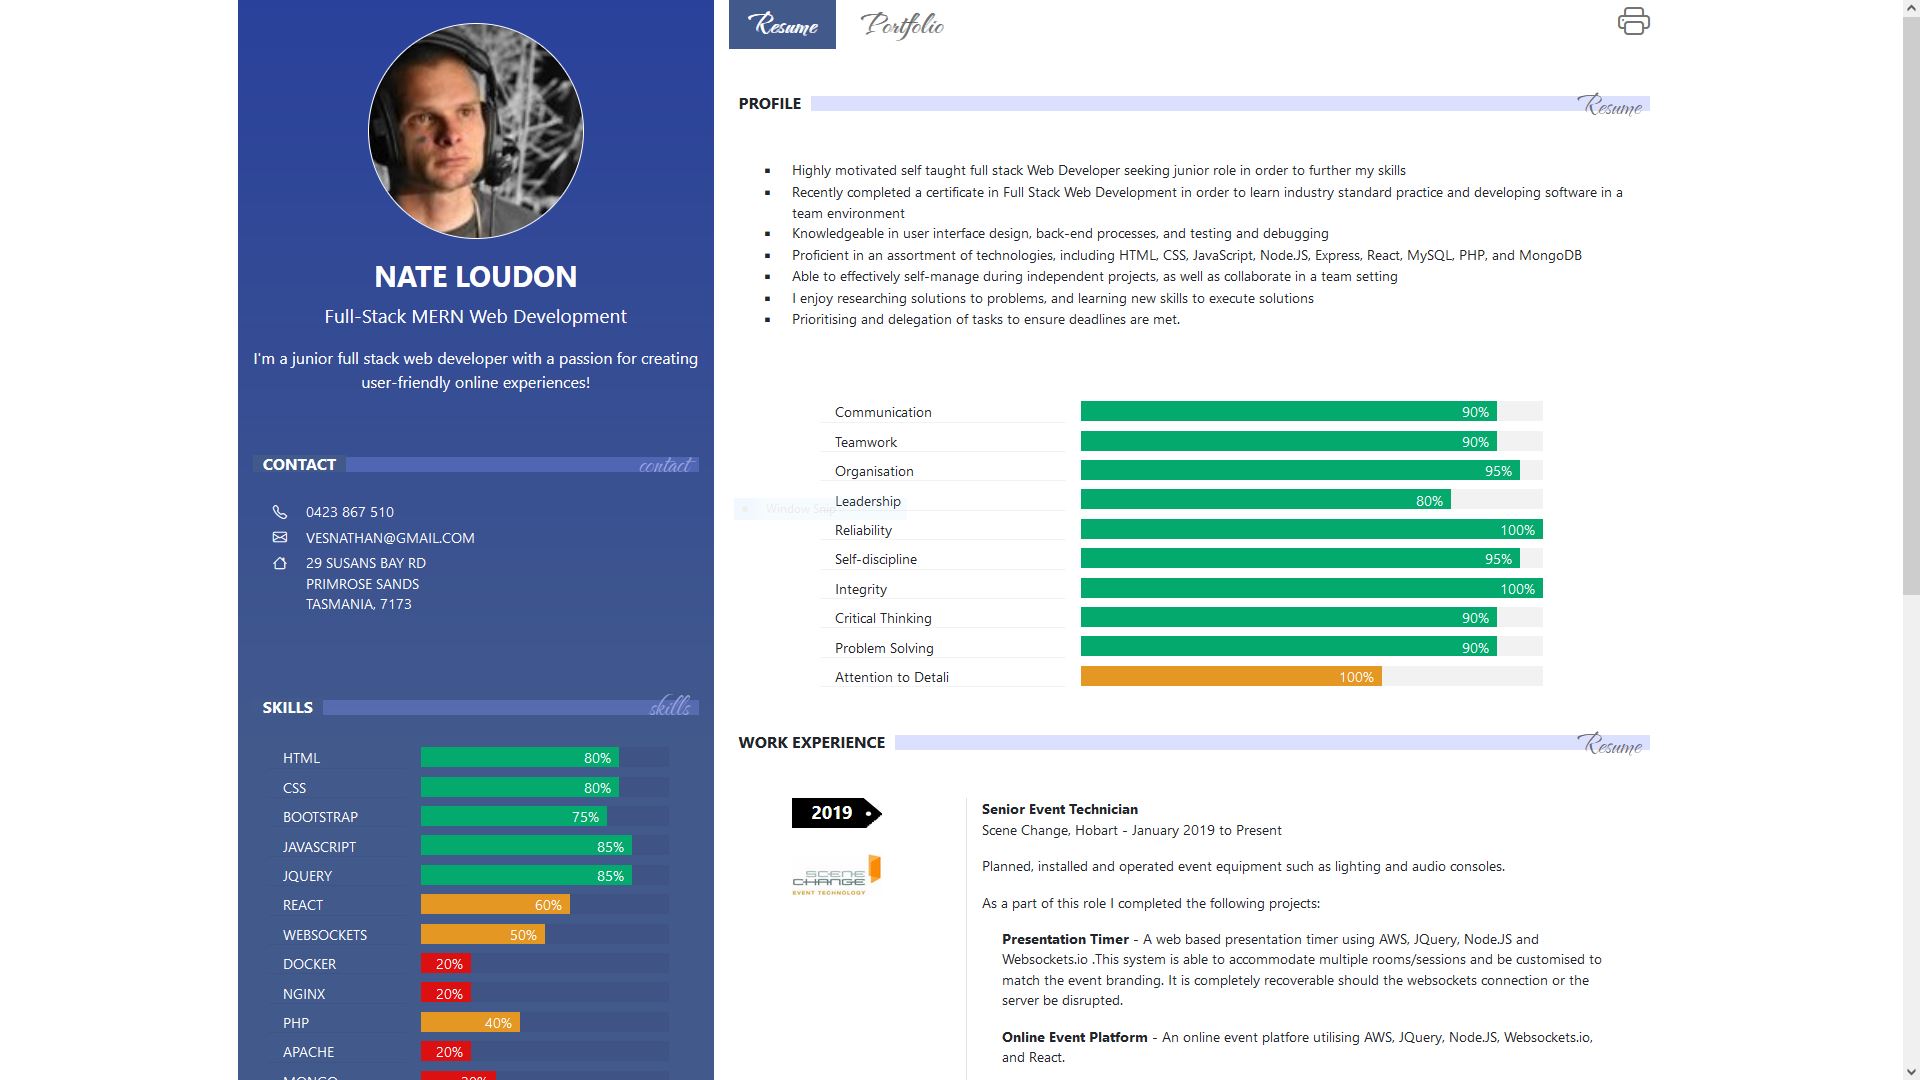 NATE LOUDON
Full-Stack MERN Web Development
I'm a junior full stack web developer with a passion for creating
user-friendly online experiences!
CONTACT
contact
0423 867 510
VESNATHAN@GMAIL.COM
29 SUSANS BAY RD
PRIMROSE SANDS
TASMANIA, 7173
SKILLS
skills
HTML 80%
CSS 80%
BOOTSTRAP 75%
JAVASCRIPT 85%
JQUERY 85%
REACT 60%
WEBSOCKETS 50%
DOCKER 20%
NGINX 20%
PHP 40%
APACHE 20%
Resume Portfolio
PROFILE
Resume
Highly motivated self taught full stack Web Developer seeking junior role in order to further my skills
Recently completed a certificate in Full Stack Web Development in order to learn industry standard practice and developing software in a
team environment
Knowledgeable in user interface design, back-end processes, and testing and debugging
Proficient in an assortment of technologies, including HTML, CSS, JavaScript, Node.JS, Express, React, MySQL, PHP, and MongoDB
Able to effectively self-manage during independent projects, as well as collaborate in a team setting
I enjoy researching solutions to problems, and learning new skills to execute solutions
Prioritising and delegation of tasks to ensure deadlines are met.
Communication 90%
Teamwork 90%
Organisation 95%
Window Snip
Leadership 80%
Reliability 100%
Self-discipline 95%
Integrity 100%
Critical Thinking 90%
Problem Solving 90%
Attention to Detali 100%
WORK EXPERIENCE
Resume
2019
SCENE
CHANGE
EVENT TECHNOLOGY
Senior Event Technician
Scene Change, Hobart - January 2019 to Present
Planned, installed and operated event equipment such as lighting and audio consoles.
As a part of this role I completed the following projects:
Presentation Timer - A web based presentation timer using AWS, JQuery, Node.JS and
Websockets.io .This system is able to accommodate multiple rooms/sessions and be customised to
match the event branding. It is completely recoverable should the websockets connection or the
server be disrupted.
Online Event Platform - An online event platfore utilising AWS, JQuery, Node.JS, Websockets.io,
and React.